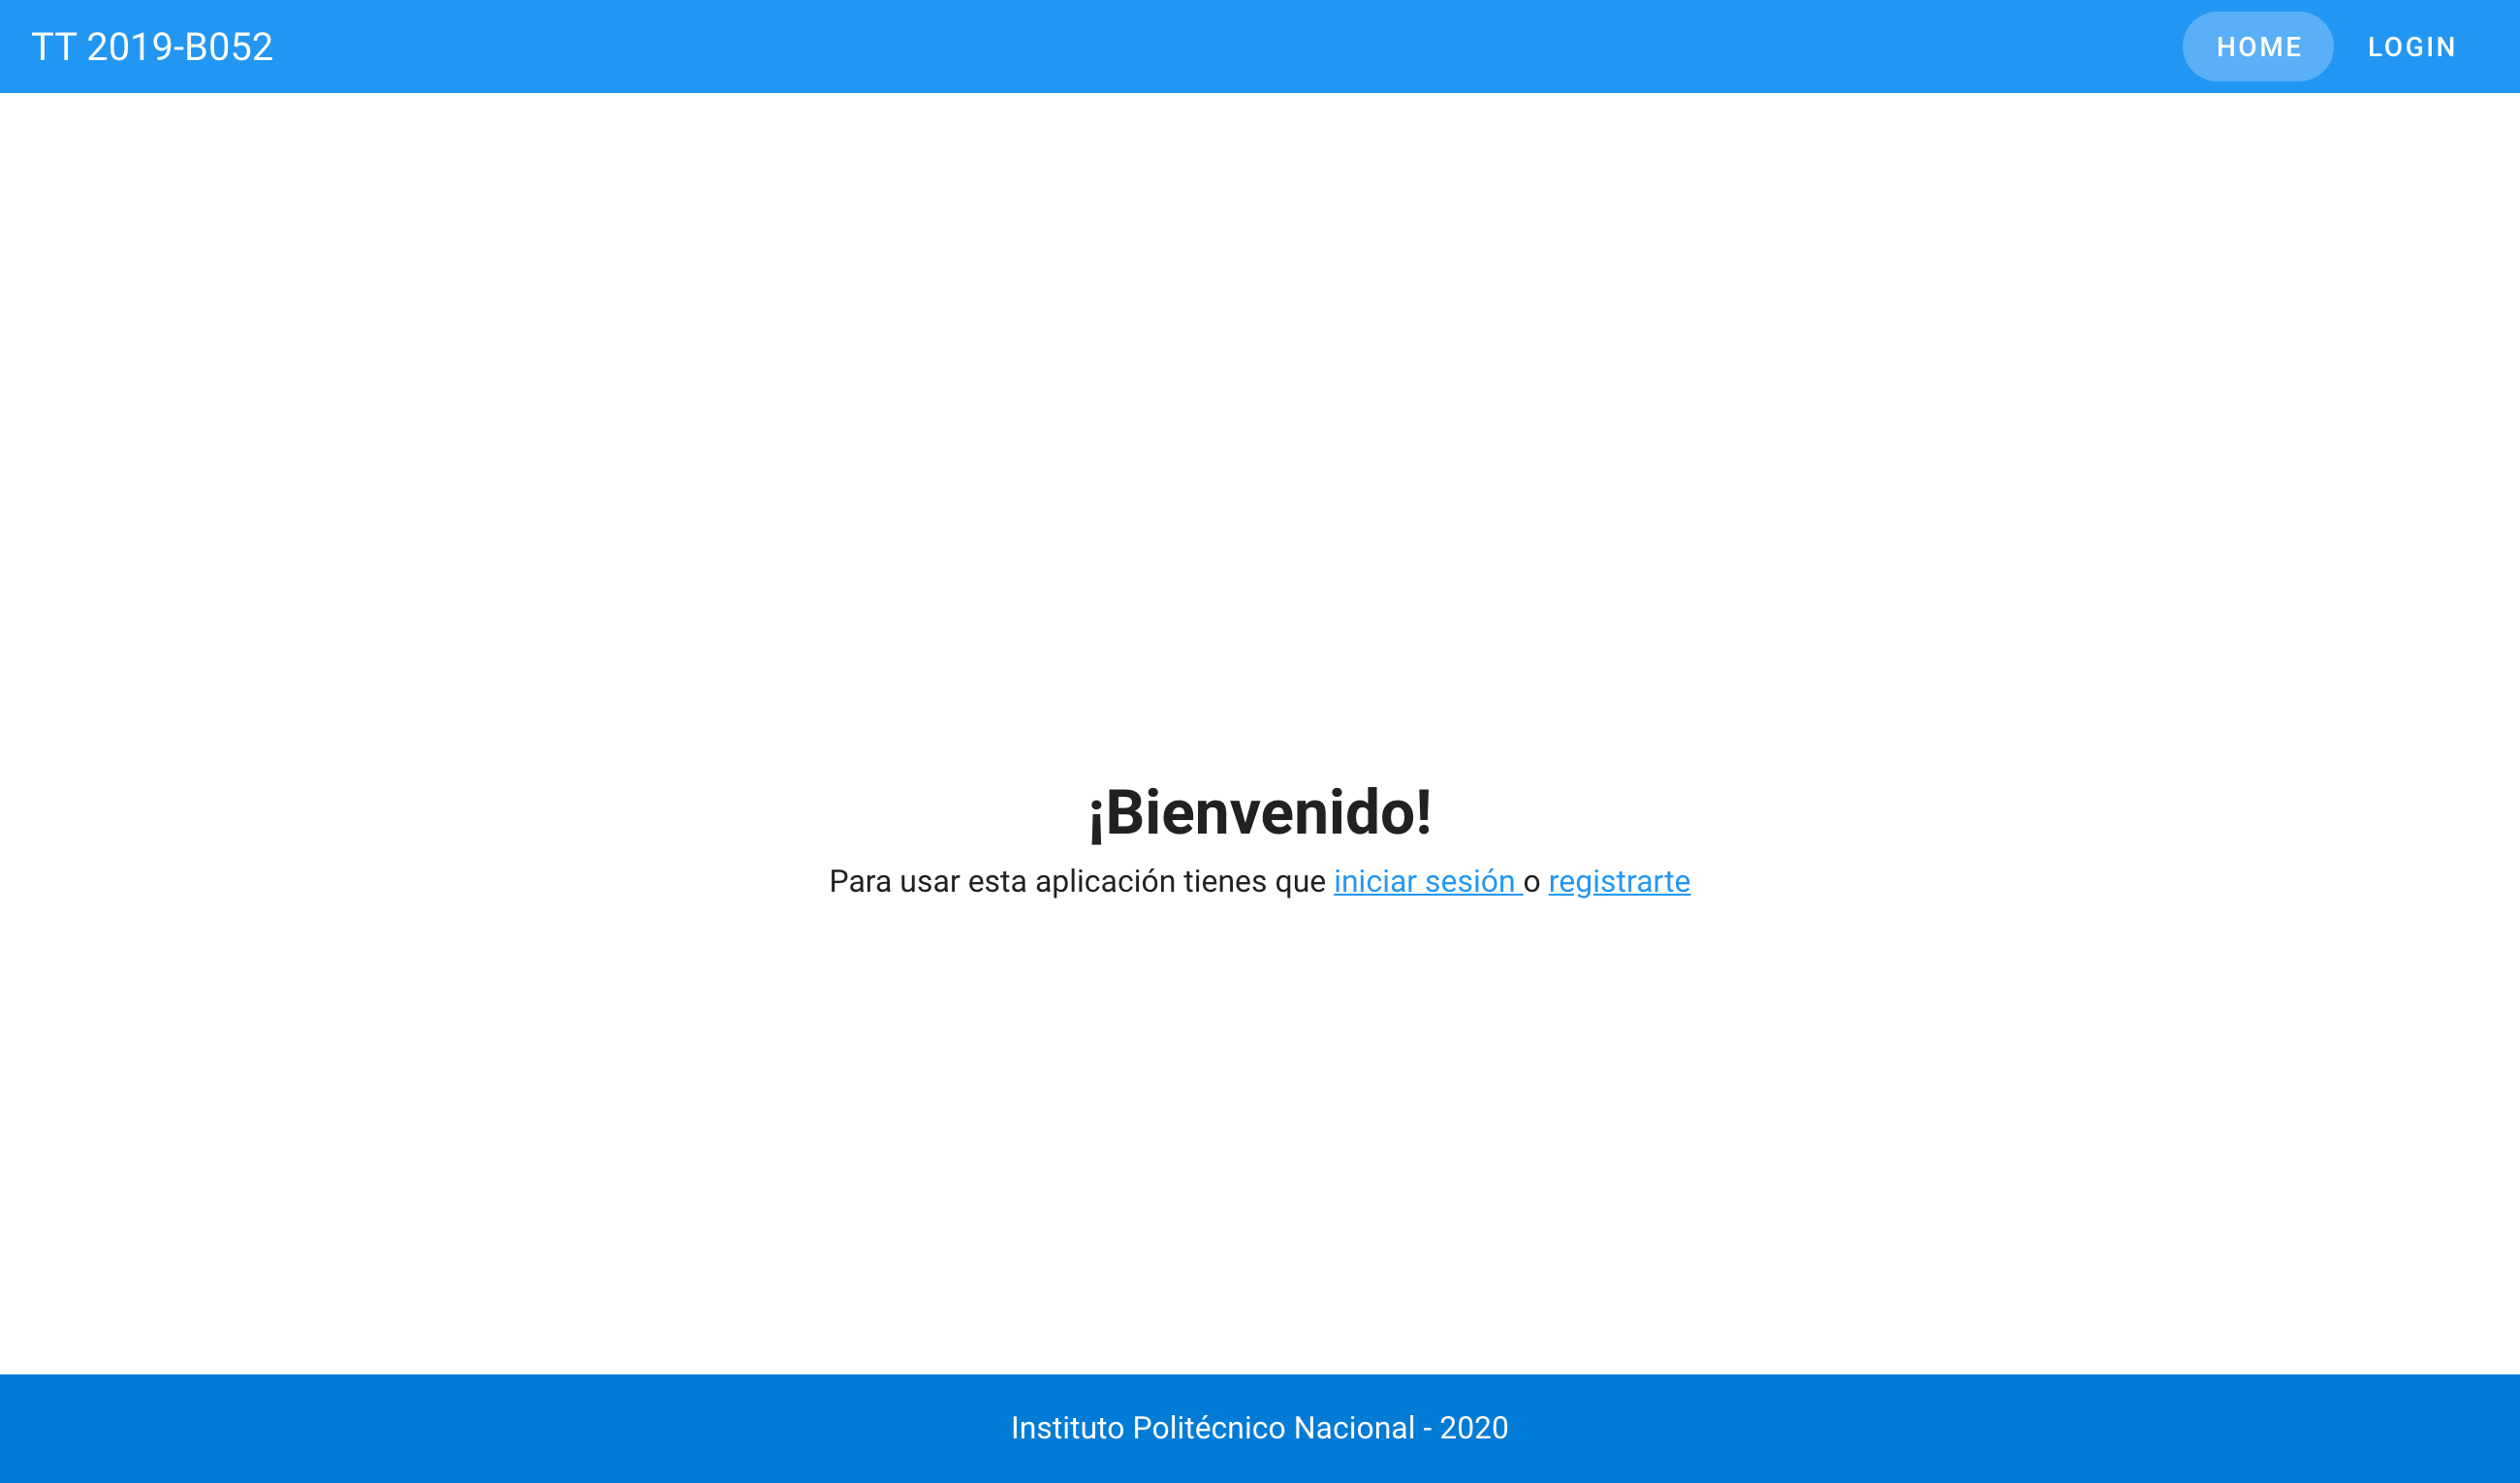 TT 2019-B052
HOME
LOGIN
¡Bienvenido!
Para usar esta aplicación tienes que iniciar sesión o registrarte
Instituto Politécnico Nacional - 2020